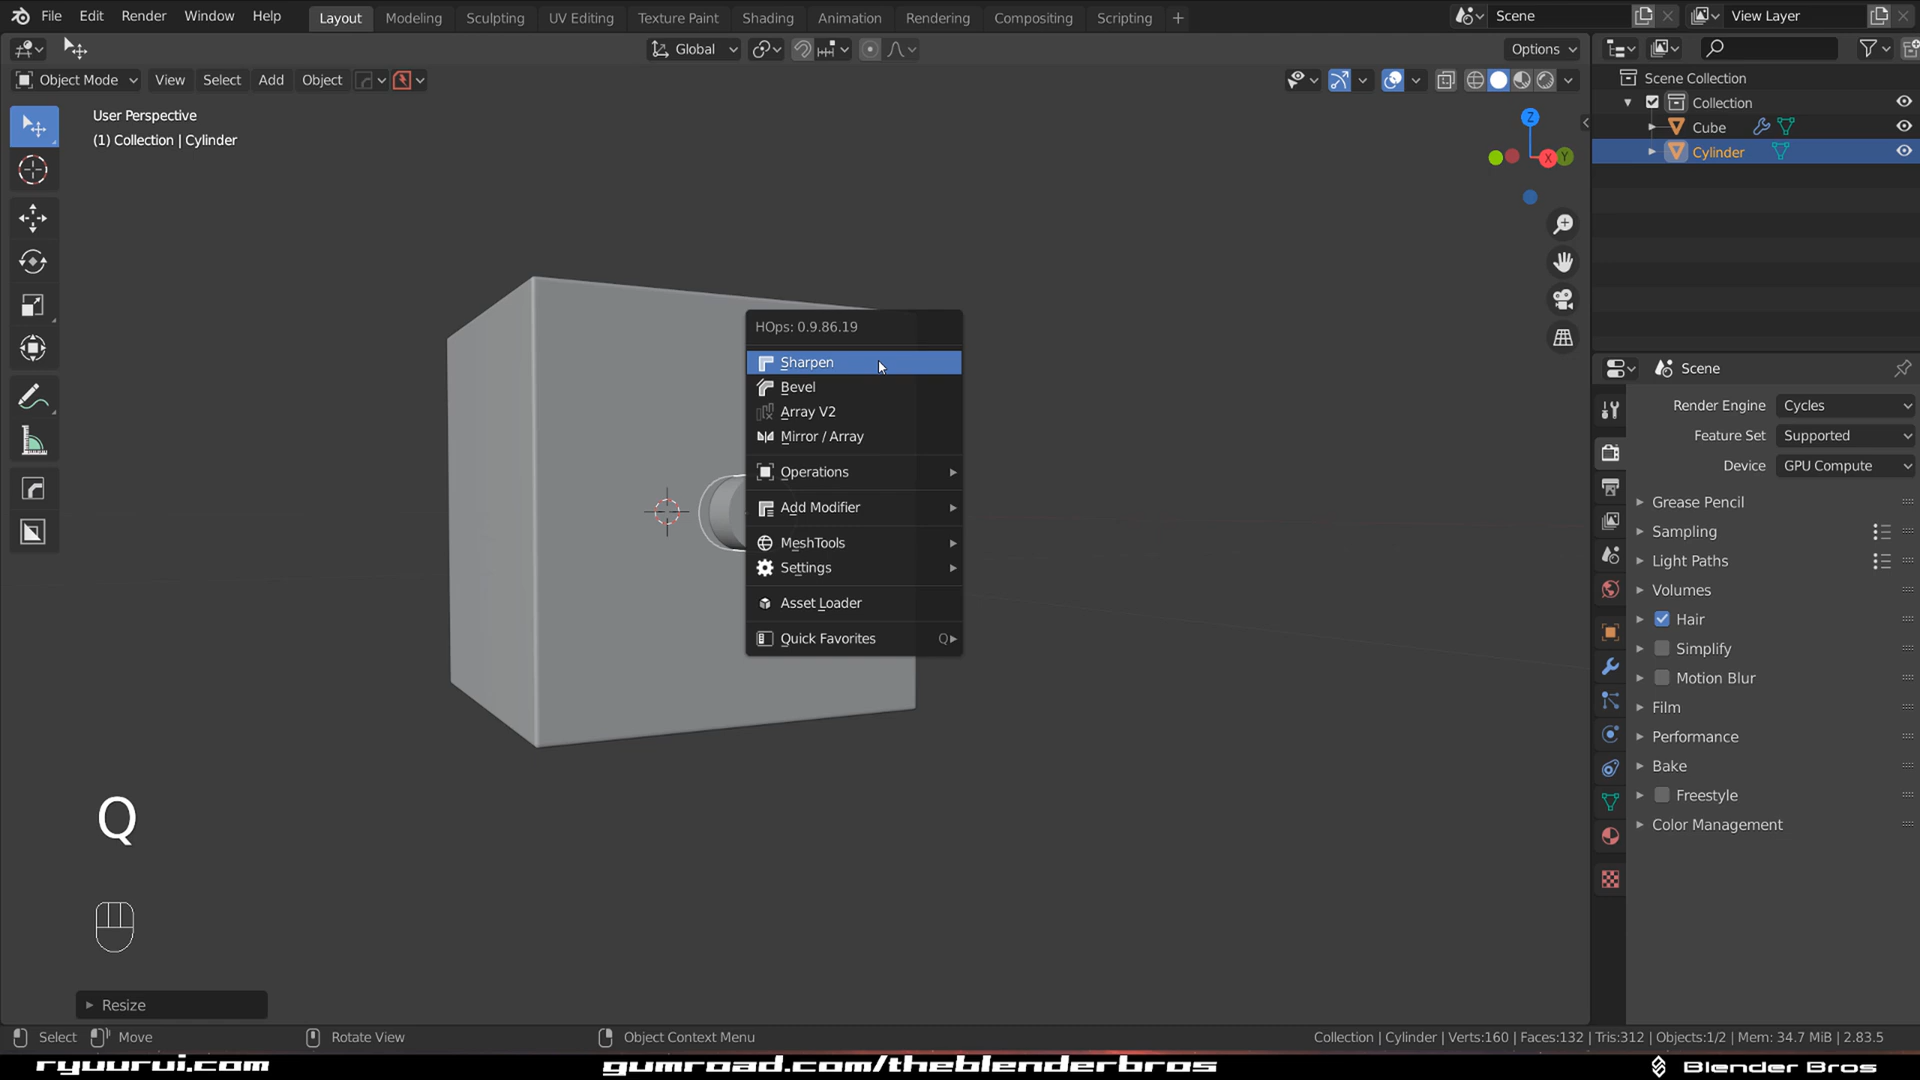 File Edit Render Window Help Layout Modeling Sculpting UV Editing Texture Paint Shading Animation Rendering Compositing Scripting + Scene View Layer
Global Options
Object Mode View Select Add Object
User Perspective
(1) Collection | Cylinder
Z
X
Y
Scene Collection
Collection
Cube
Cylinder
HOps: 0.9.86.19
Sharpen
Bevel
Array V2
Mirror / Array
Operations
Add Modifier
MeshTools
Settings
Asset Loader
Quick Favorites Q
Scene
Render Engine Cycles
Feature Set Supported
Device GPU Compute
Grease Pencil
Sampling
Light Paths
Volumes
Hair
Simplify
Motion Blur
Film
Performance
Bake
Freestyle
Color Management
Q
Resize
Select Move Rotate View Object Context Menu Collection | Cylinder | Verts:160 | Faces:132 | Tris:312 | Objects:1/2 | Mem: 34.7 MiB | 2.83.5
ryuurui.com gumroad.com/theblenderbros Blender Bros